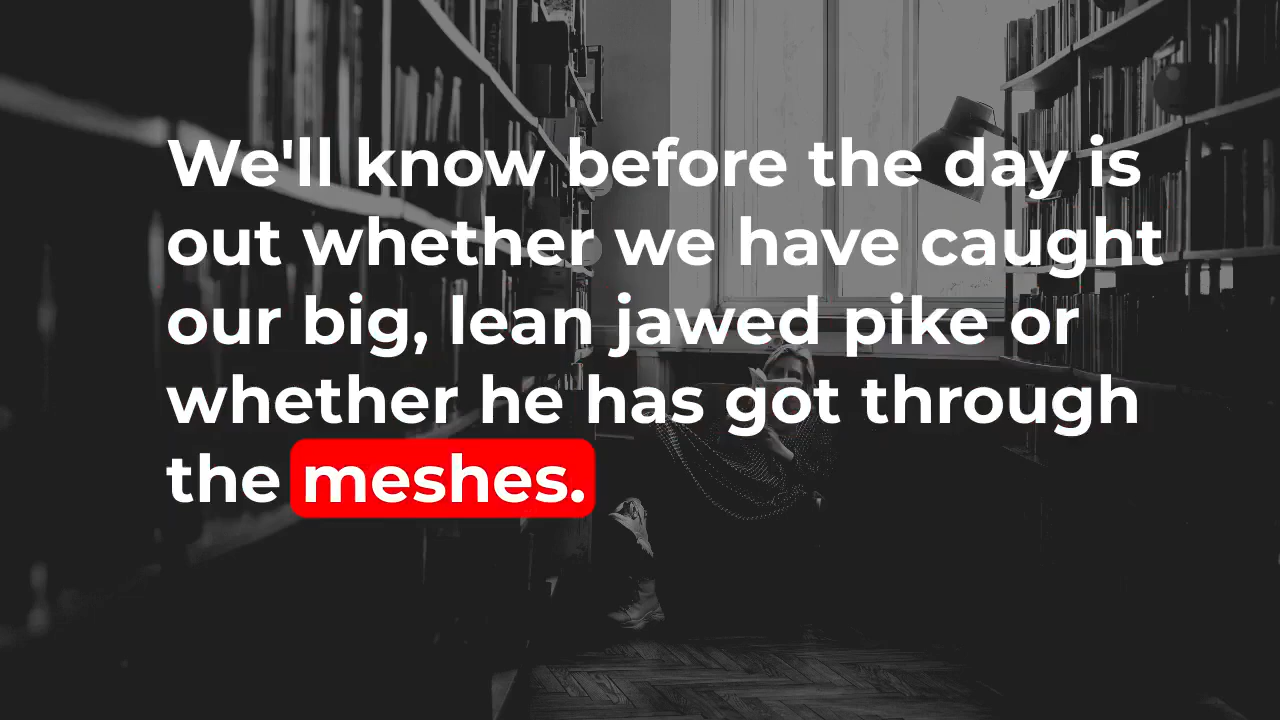 We'll know before the day is
out whether we have caught
our big, lean jawed pike or
whether he has got through
the meshes.